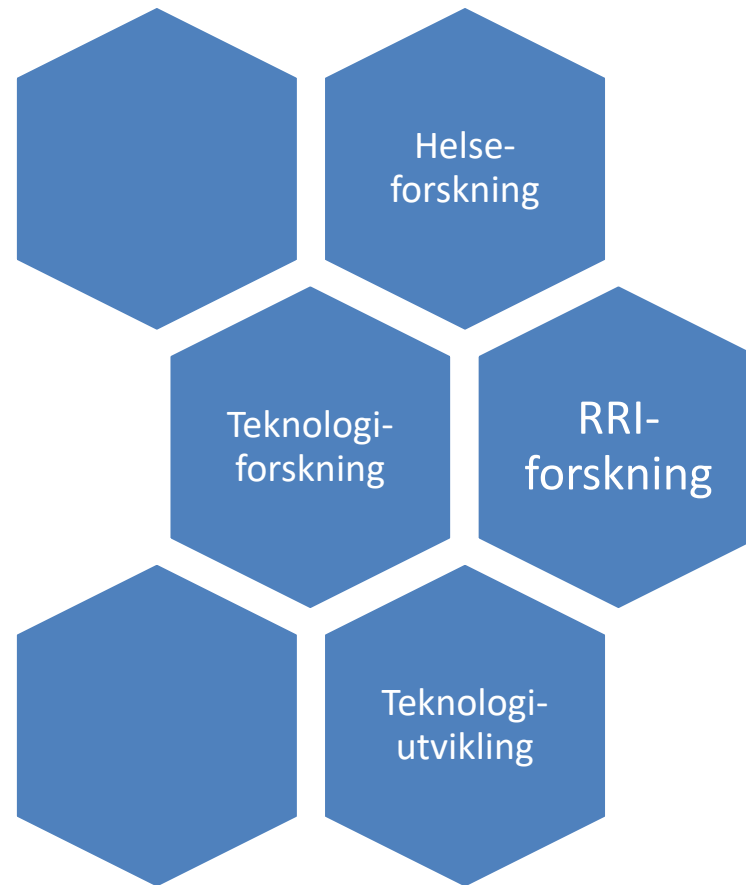 Helse-
forskning
Teknologi-
forskning
RRI-
forskning
Teknologi-
utvikling